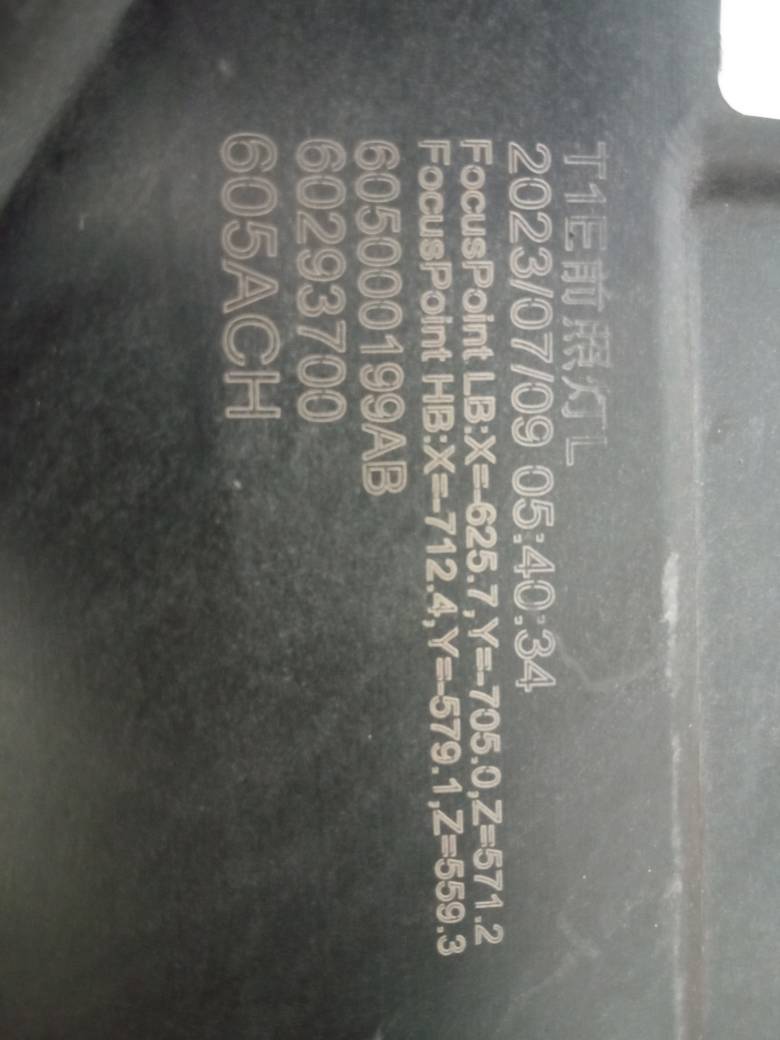 T1E前照灯L
2023/07/09 05:40:34
FocusPoint LB:X=-625.7,Y=-705.0,Z=571.2
FocusPoint HB:X=-712.4,Y=-579.1,Z=559.3
605000199AB
60293700
605ACH